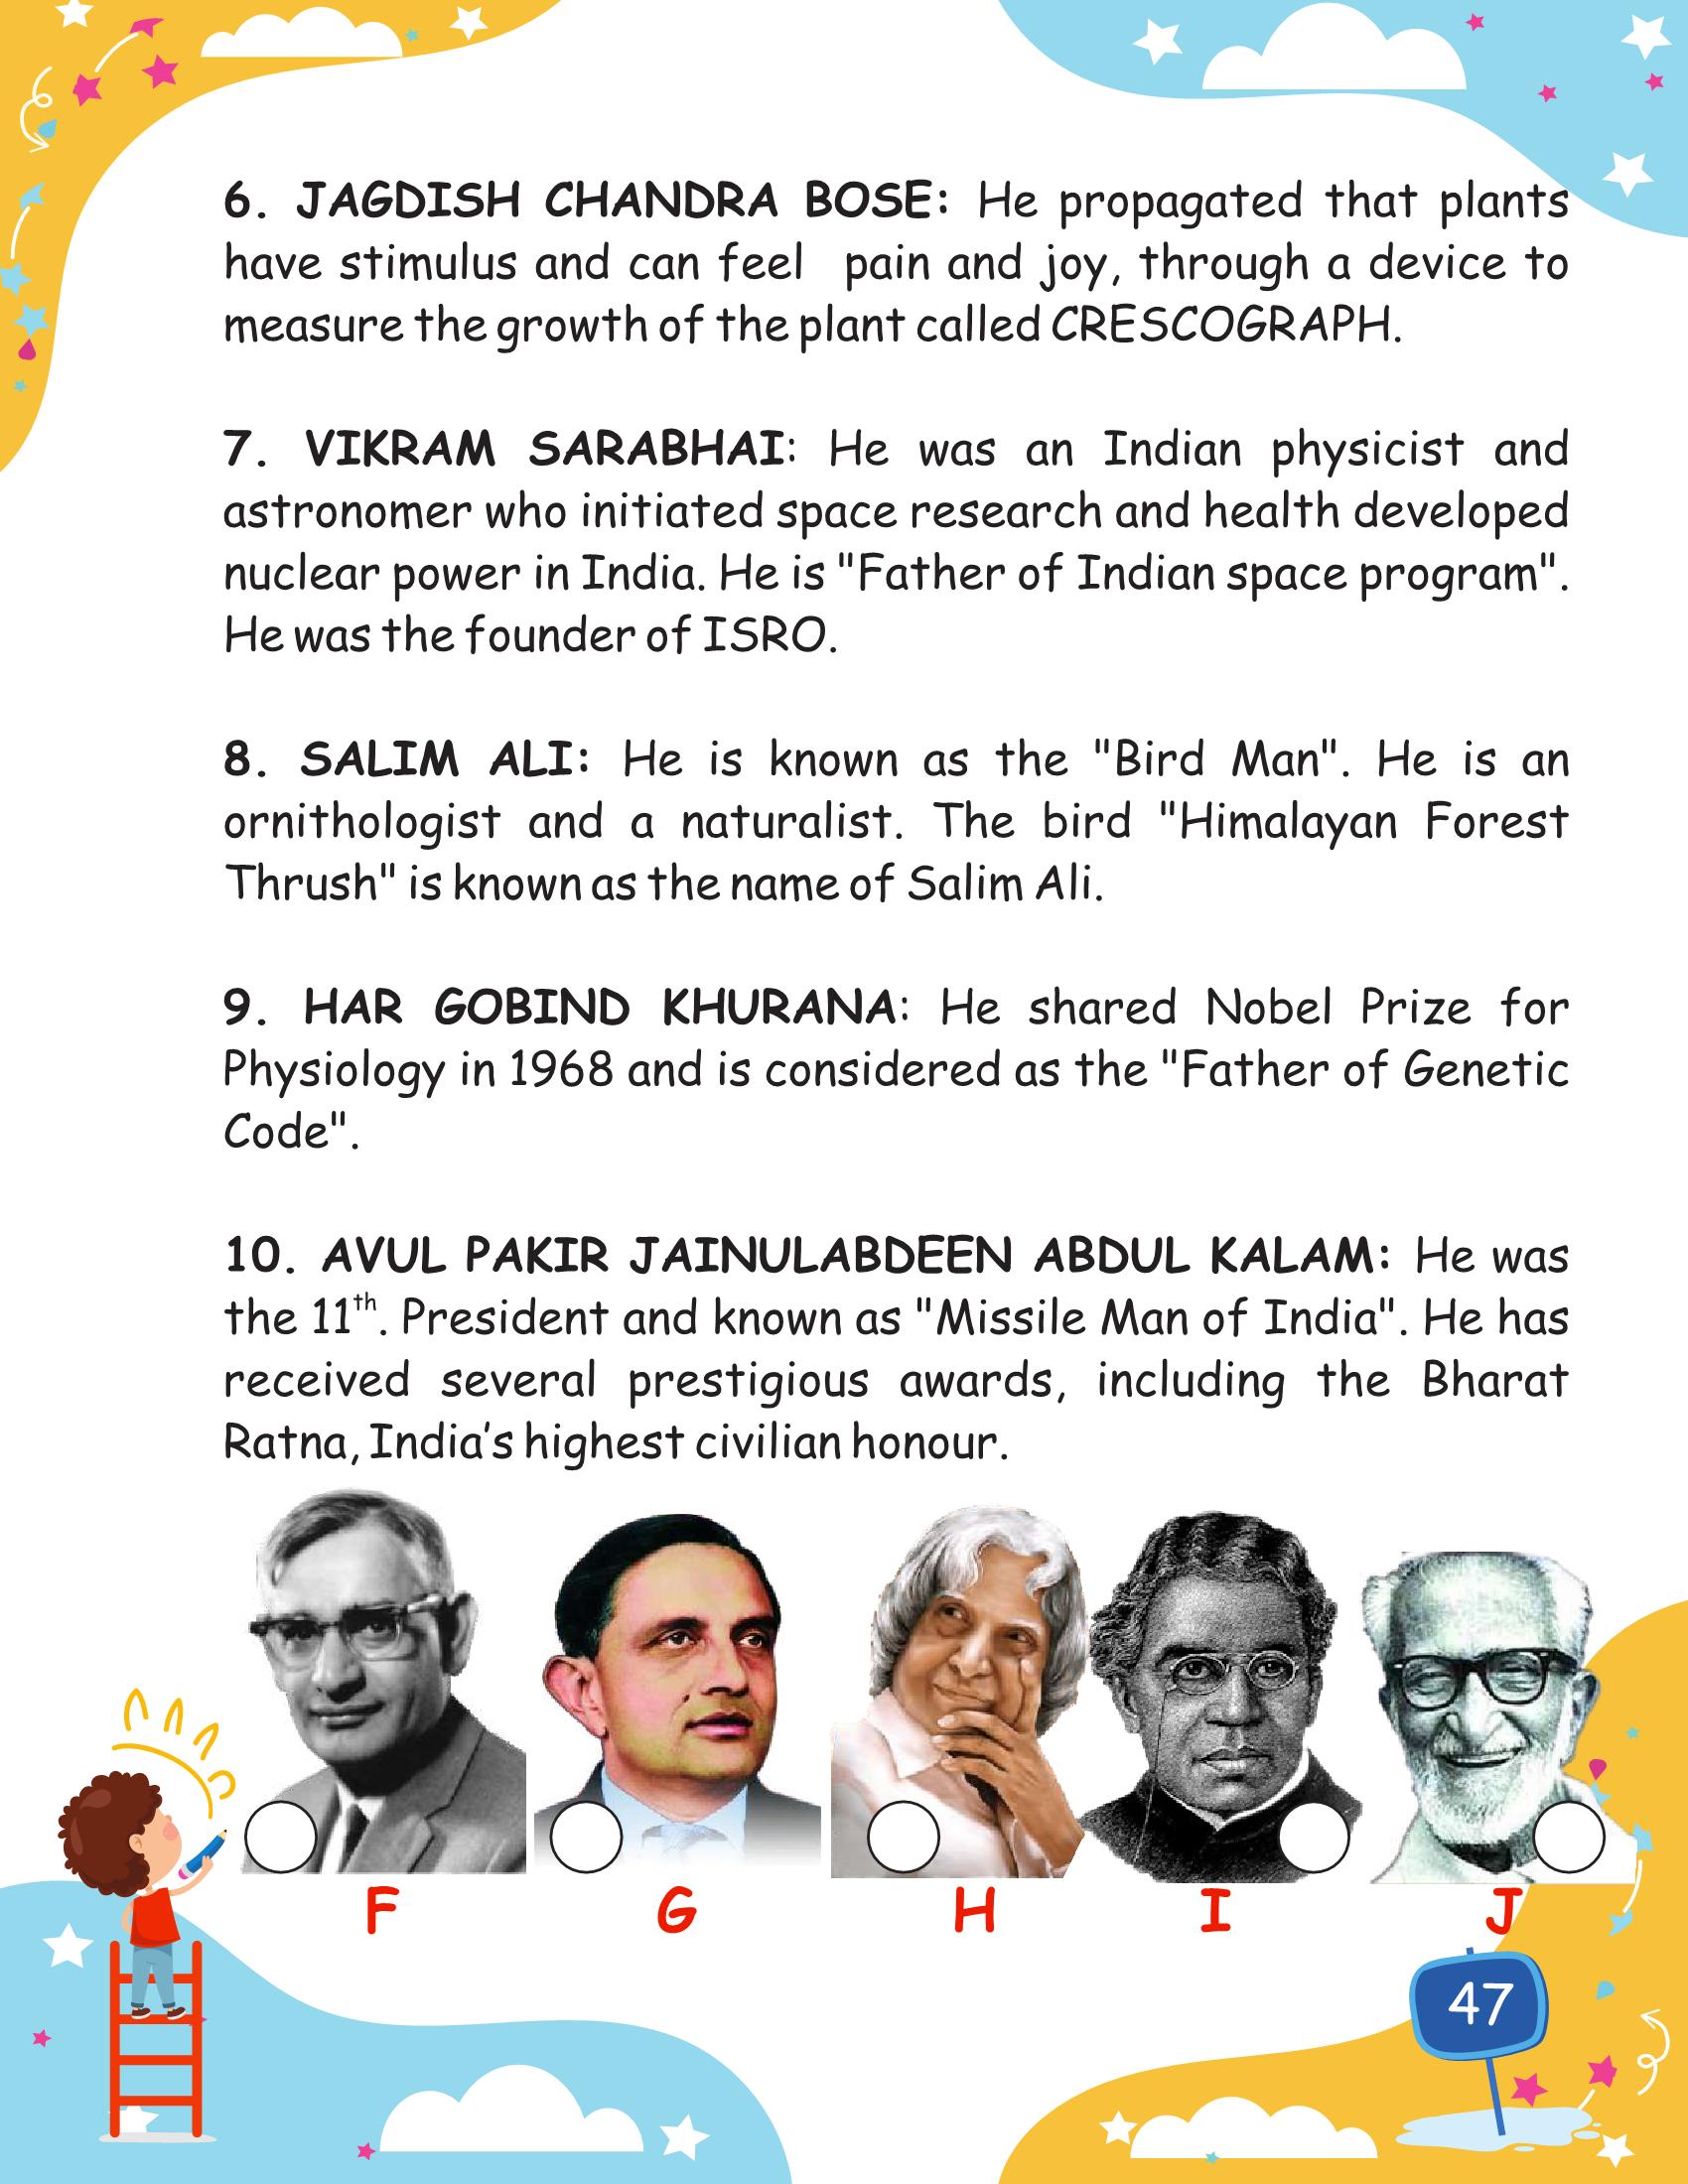 6. JAGDISH CHANDRA BOSE: He propagated that plants
have stimulus and can feel pain and joy, through a device to
measure the growth of the plant called CRESCOGRAPH.
7. VIKRAM SARABHAI: He was an Indian physicist and
astronomer who initiated space research and health developed
nuclear power in India. He is "Father of Indian space program".
He was the founder of ISRO.
8. SALIM ALI: He is known as the "Bird Man". He is an
ornithologist and a naturalist. The bird "Himalayan Forest
Thrush" is known as the name of Salim Ali.
9. HAR GOBIND KHURANA: He shared Nobel Prize for
Physiology in 1968 and is considered as the "Father of Genetic
Code".
10. AVUL PAKIR JAINULABDEEN ABDUL KALAM: He was
the 11th. President and known as "Missile Man of India". He has
received several prestigious awards, including the Bharat
Ratna, India's highest civilian honour.
F G H I J
47